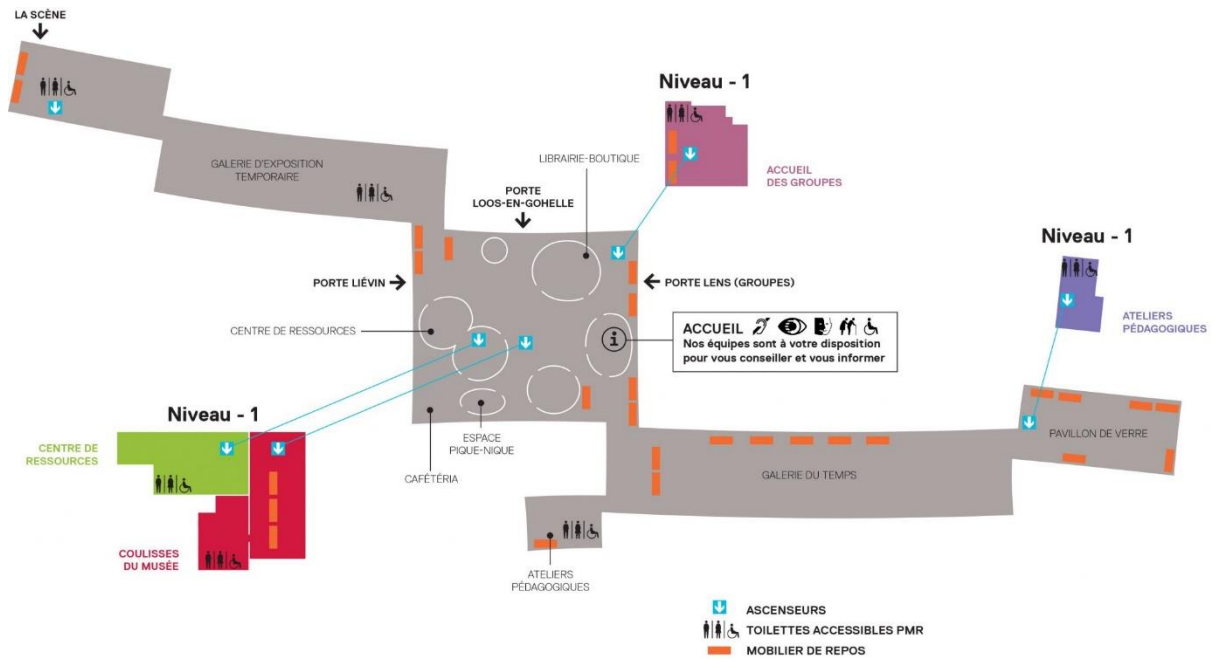 LA SCÈNE
Niveau - 1
GALERIE D'EXPOSITION
TEMPORAIRE
LIBRAIRIE-BOUTIQUE
ACCUEIL
DES GROUPES
PORTE
LOOS-EN-GOHELLE
Niveau - 1
PORTE LIÉVIN
PORTE LENS (GROUPES)
ATELIERS
PÉDAGOGIQUES
CENTRE DE RESSOURCES
i
ACCUEIL
Nos équipes sont à votre disposition
pour vous conseiller et vous informer
Niveau - 1
CENTRE DE
RESSOURCES
ESPACE
PIQUE-NIQUE
CAFÉTÉRIA
PAVILLON DE VERRE
GALERIE DU TEMPS
COULISSES
DU MUSÉE
ATELIERS
PÉDAGOGIQUES
ASCENSEURS
TOILETTES ACCESSIBLES PMR
MOBILIER DE REPOS